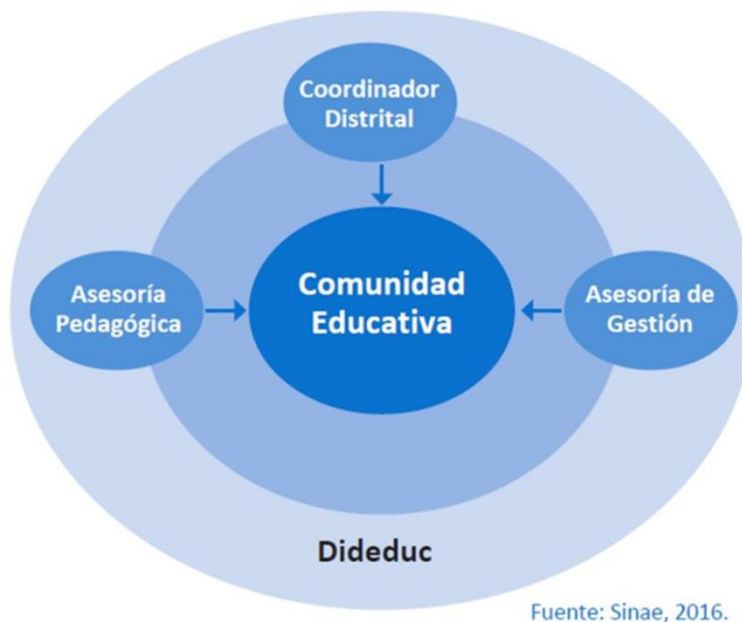 Coordinador
Distrital
Comunidad
Educativa
Asesoría
Pedagógica
Asesoría de
Gestión
Dideduc
Fuente: Sinae, 2016.